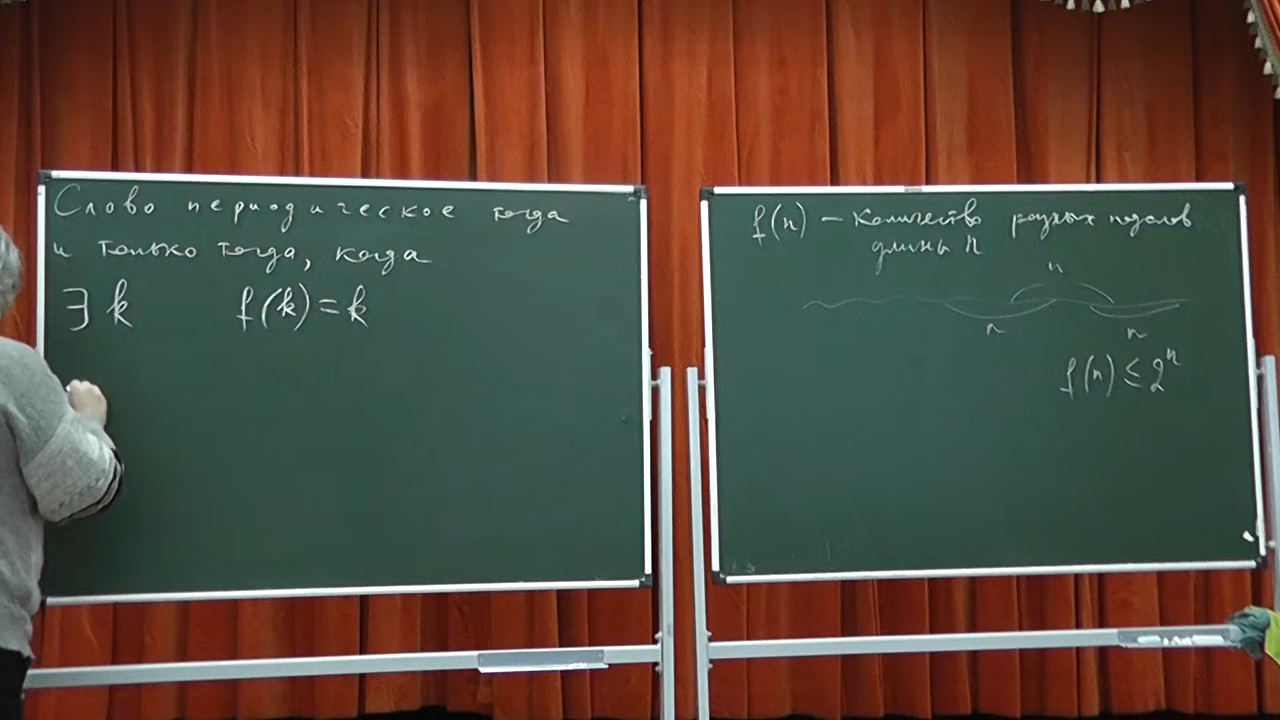 Слово периодическое тогда
и только тогда, когда
∃ k f(k) = k
f(n) – количество разных подслов
длины n
n
n n
f(n) ≤ 2ⁿ